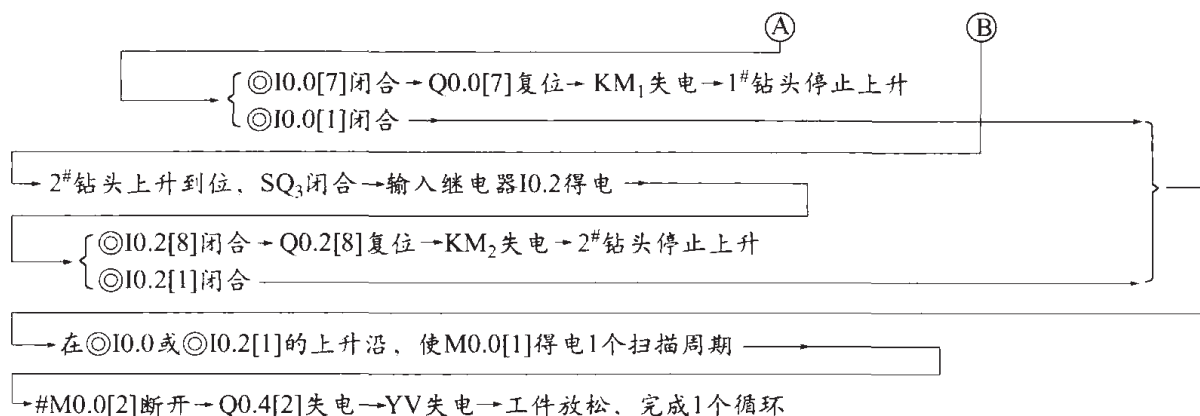 A B
◎I0.0[7]闭合→Q0.0[7]复位→KM₁失电→1#钻头停止上升
◎I0.0[1]闭合
2#钻头上升到位、SQ₃闭合→输入继电器I0.2得电
◎I0.2[8]闭合→Q0.2[8]复位→KM₂失电→2#钻头停止上升
◎I0.2[1]闭合
在◎I0.0或◎I0.2[1]的上升沿，使M0.0[1]得电1个扫描周期
#M0.0[2]断开→Q0.4[2]失电→YV失电→工件放松、完成1个循环